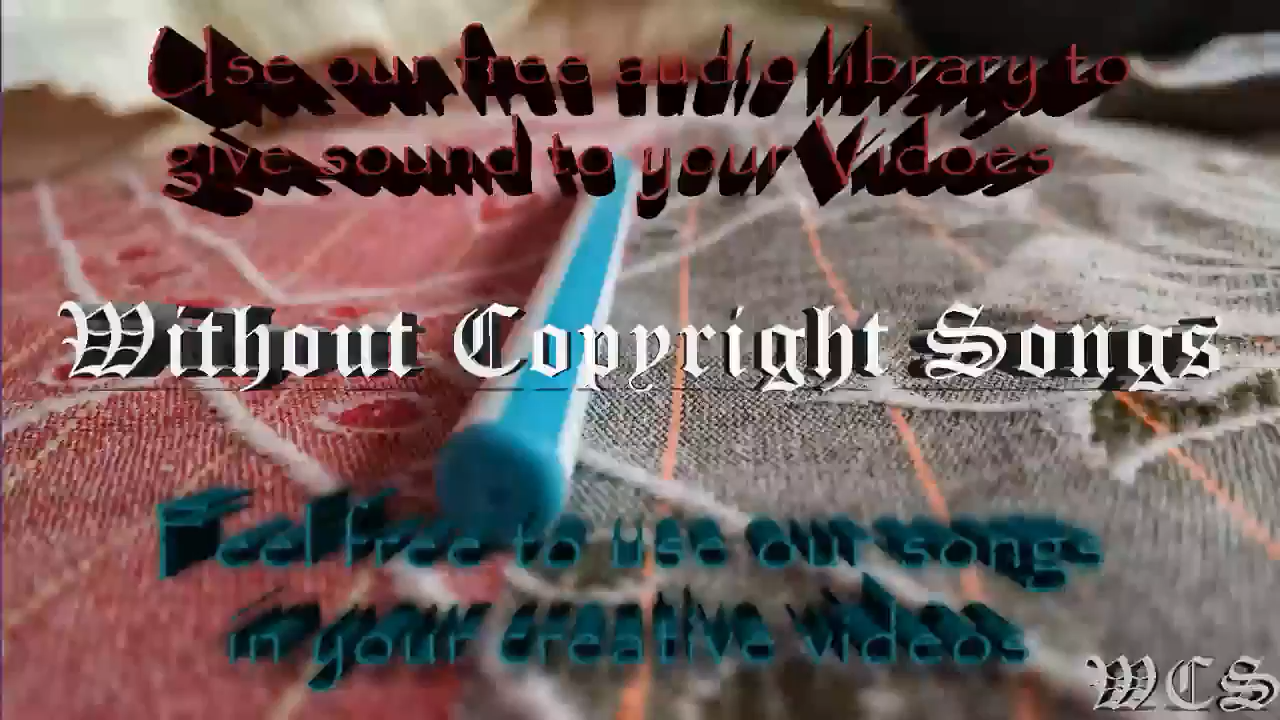 Use our free audio library to
give sound to your Vidoes
Without Copyright Songs
Feel free to use our songs
in your creative videos
WCS